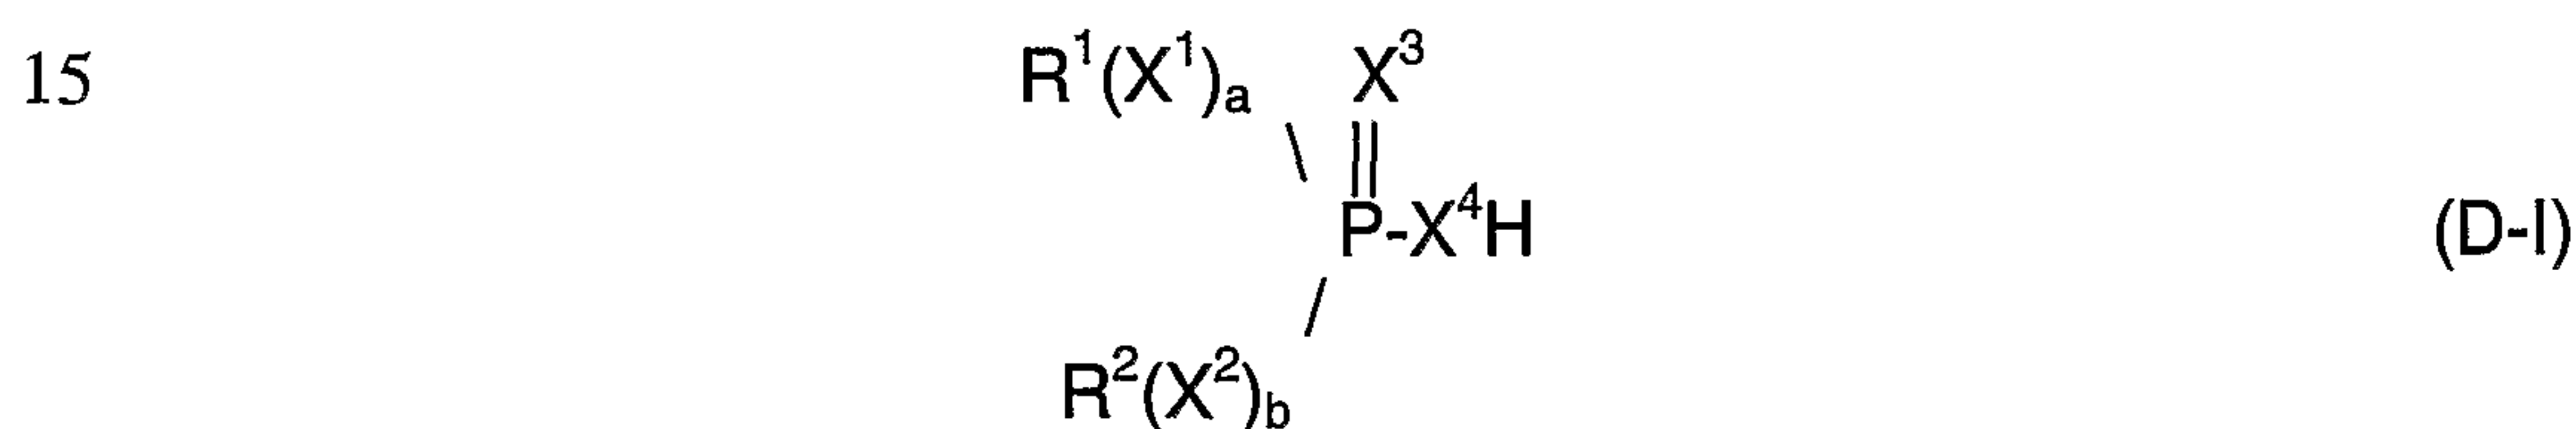 15 R¹(X¹)ₐ X³
P-X⁴H (D-I)
R²(X²)b